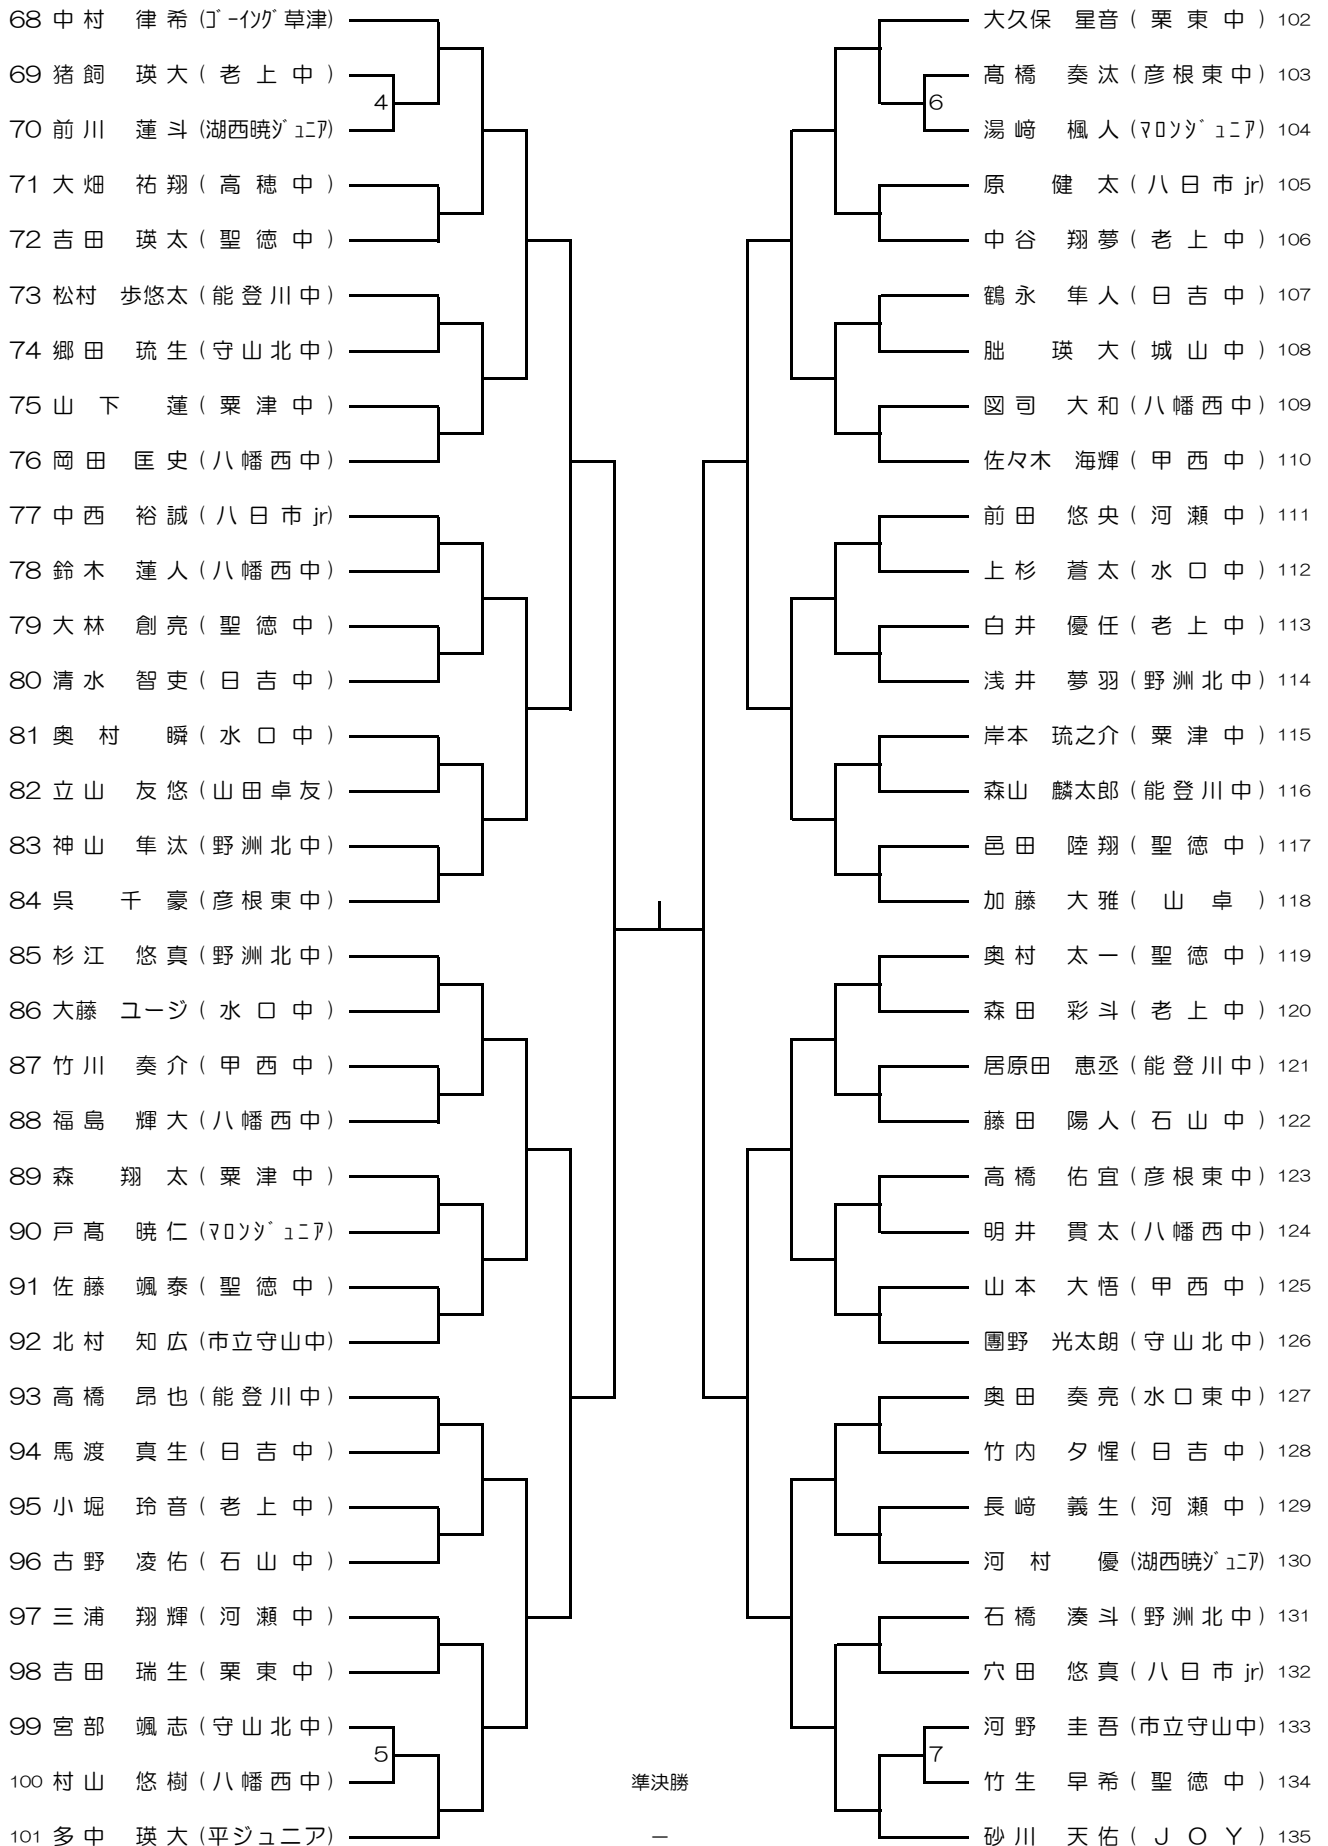 68 中村 律希 (ｺﾞｰｲﾝｸﾞ草津)
69 猪飼 瑛大 (老上中)
4
70 前川 蓮斗 (湖西暁ｼﾞｭﾆｱ)
71 大畑 祐翔 (高穂中)
72 吉田 瑛太 (聖徳中)
73 松村 歩悠太 (能登川中)
74 郷田 琉生 (守山北中)
75 山下 蓮 (粟津中)
76 岡田 匡史 (八幡西中)
77 中西 裕誠 (八日市jr)
78 鈴木 蓮人 (八幡西中)
79 大林 創亮 (聖徳中)
80 清水 智吏 (日吉中)
81 奥村 瞬 (水口中)
82 立山 友悠 (山田卓友)
83 神山 隼汰 (野洲北中)
84 呉 千豪 (彦根東中)
85 杉江 悠真 (野洲北中)
86 大藤 ユージ (水口中)
87 竹川 奏介 (甲西中)
88 福島 輝大 (八幡西中)
89 森 翔太 (粟津中)
90 戸髙 暁仁 (ﾏﾛﾝｼﾞｭﾆｱ)
91 佐藤 颯泰 (聖徳中)
92 北村 知広 (市立守山中)
93 高橋 昂也 (能登川中)
94 馬渡 真生 (日吉中)
95 小堀 玲音 (老上中)
96 古野 凌佑 (石山中)
97 三浦 翔輝 (河瀬中)
98 吉田 瑞生 (栗東中)
99 宮部 颯志 (守山北中)
5
100 村山 悠樹 (八幡西中)
101 多中 瑛大 (平ジュニア)
準決勝
－
大久保 星音 (栗東中) 102
髙橋 奏汰 (彦根東中) 103
6
湯﨑 楓人 (ﾏﾛﾝｼﾞｭﾆｱ) 104
原 健太 (八日市jr) 105
中谷 翔夢 (老上中) 106
鶴永 隼人 (日吉中) 107
朏 瑛大 (城山中) 108
図司 大和 (八幡西中) 109
佐々木 海輝 (甲西中) 110
前田 悠央 (河瀬中) 111
上杉 蒼太 (水口中) 112
白井 優任 (老上中) 113
浅井 夢羽 (野洲北中) 114
岸本 琉之介 (粟津中) 115
森山 麟太郎 (能登川中) 116
邑田 陸翔 (聖徳中) 117
加藤 大雅 (山卓) 118
奥村 太一 (聖徳中) 119
森田 彩斗 (老上中) 120
居原田 恵丞 (能登川中) 121
藤田 陽人 (石山中) 122
高橋 佑宜 (彦根東中) 123
明井 貫太 (八幡西中) 124
山本 大悟 (甲西中) 125
團野 光太朗 (守山北中) 126
奥田 奏亮 (水口東中) 127
竹内 夕惺 (日吉中) 128
長﨑 義生 (河瀬中) 129
河村 優 (湖西暁ｼﾞｭﾆｱ) 130
石橋 湊斗 (野洲北中) 131
穴田 悠真 (八日市jr) 132
河野 圭吾 (市立守山中) 133
7
竹生 早希 (聖徳中) 134
砂川 天佑 (JOY) 135